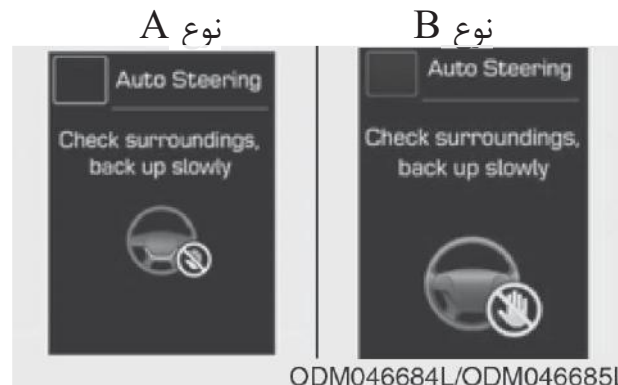 نوع A
نوع B
Auto Steering
Check surroundings,
back up slowly
Auto Steering
Check surroundings,
back up slowly
ODM046684L/ODM046685L